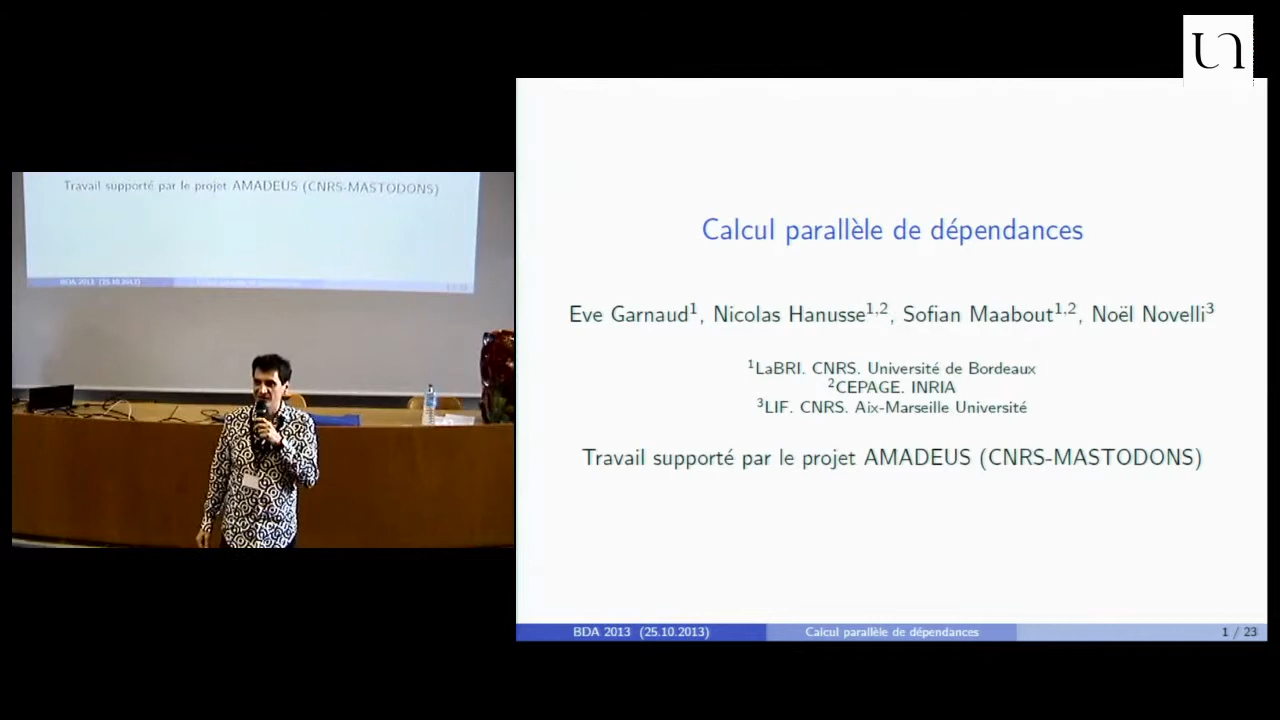 Travail supporté par le projet AMADEUS (CNRS-MASTODONS)
BDA 2013 (25.10.2013)
Calcul parallèle de dépendances
Eve Garnaud¹, Nicolas Hanusse¹,², Sofian Maabout¹,², Noël Novelli³
¹LaBRI. CNRS. Université de Bordeaux
²CEPAGE. INRIA
³LIF. CNRS. Aix-Marseille Université
Travail supporté par le projet AMADEUS (CNRS-MASTODONS)
BDA 2013 (25.10.2013) Calcul parallèle de dépendances 1 / 23